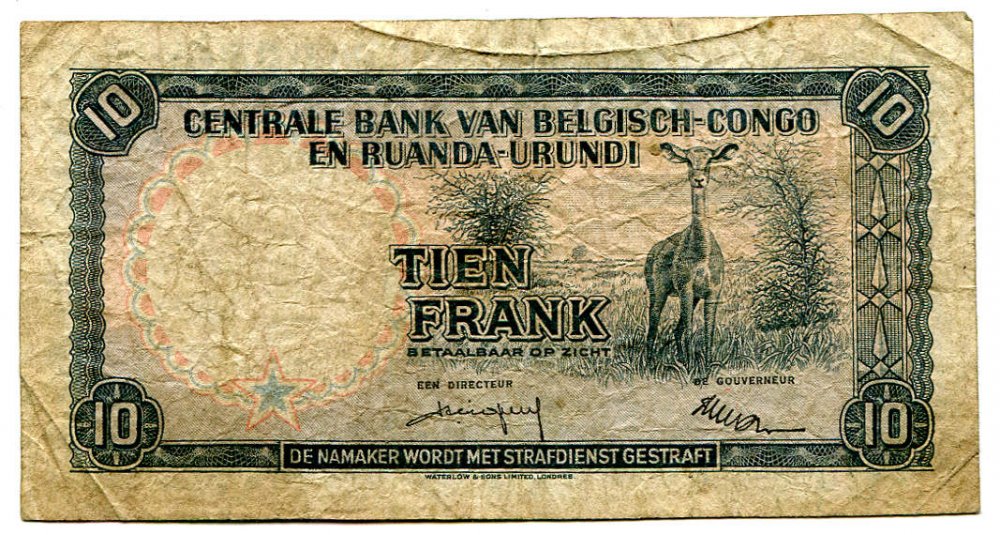 10
10
CENTRALE BANK VAN BELGISCH-CONGO
EN RUANDA-URUNDI
TIEN
FRANK
BETAALBAAR OP ZICHT
EEN DIRECTEUR
DE GOUVERNEUR
10
10
DE NAMAKER WORDT MET STRAFDIENST GESTRAFT
WATERLOW & SONS LIMITED, LONDRES.